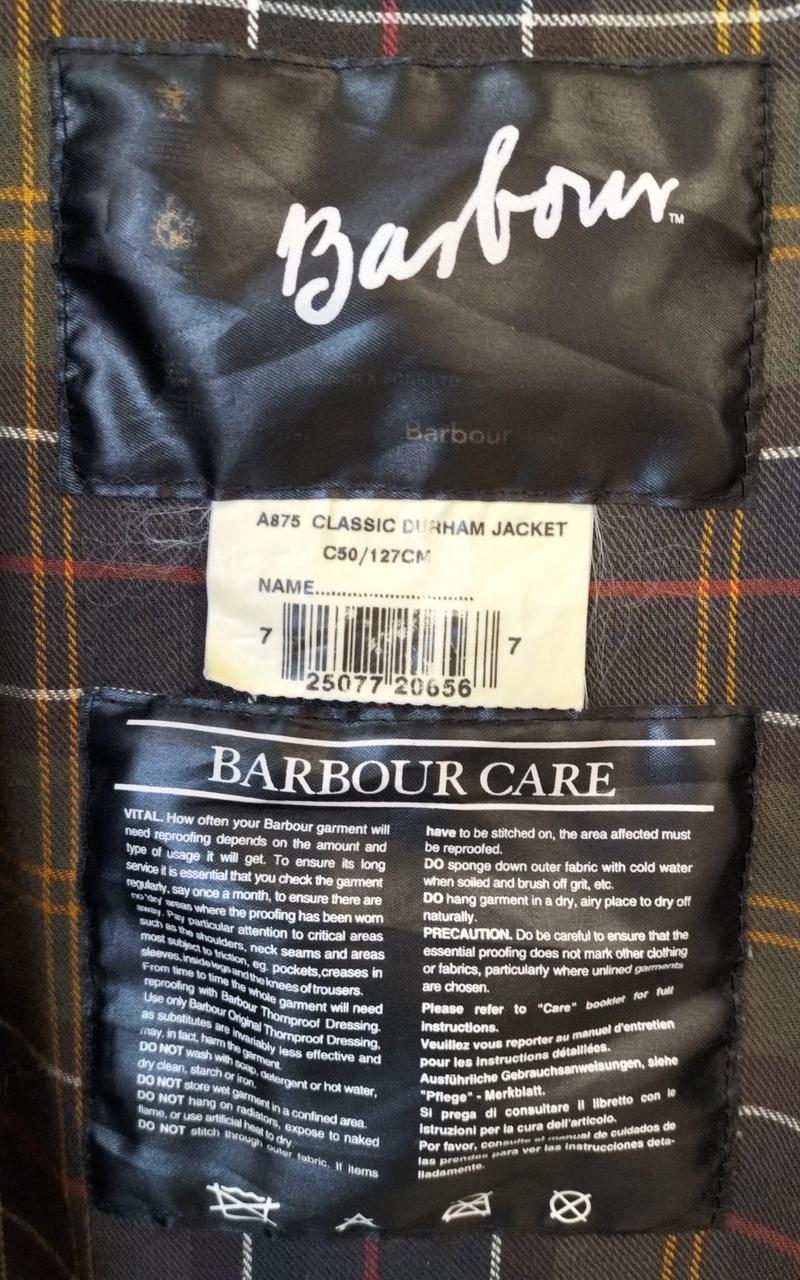 Barbour™
Barbour
A875 CLASSIC DURHAM JACKET
C50/127CM
NAME........................................
7 25077 20656 7
BARBOUR CARE
VITAL. How often your Barbour garment will
need reproofing depends on the amount and
type of usage it will get. To ensure its long
service it is essential that you check the garment
regularly, say once a month, to ensure there are
no 'dry' areas where the proofing has been worn
away. Pay particular attention to critical areas
such as the shoulders, neck seams and areas
most subject to friction, eg. pockets, creases in
sleeves, inside legs and the knees of trousers.
From time to time the whole garment will need
reproofing with Barbour Thornproof Dressing.
Use only Barbour Original Thornproof Dressing,
as substitutes are invariably less effective and
may, in fact, harm the garment.
DO NOT wash with soap, detergent or hot water,
dry clean, starch or iron.
DO NOT store wet garment in a confined area.
DO NOT hang on radiators, expose to naked
flame, or use artificial heat to dry
DO NOT stitch through outer fabric. If items
have to be stitched on, the area affected must
be reproofed.
DO sponge down outer fabric with cold water
when soiled and brush off grit, etc.
DO hang garment in a dry, airy place to dry off
naturally.
PRECAUTION. Do be careful to ensure that the
essential proofing does not mark other clothing
or fabrics, particularly where unlined garments
are chosen.
Please refer to "Care" booklet for full
instructions.
Veuillez vous reporter au manuel d'entretien
pour les instructions détaillées.
Ausführliche Gebrauchsanweisungen, siehe
"Pflege" - Merkblatt.
Si prega di consultare il libretto con le
istruzioni per la cura dell'articolo.
Por favor, consulte el manual de cuidados de
las prendas para ver las instrucciones deta-
lladamente.